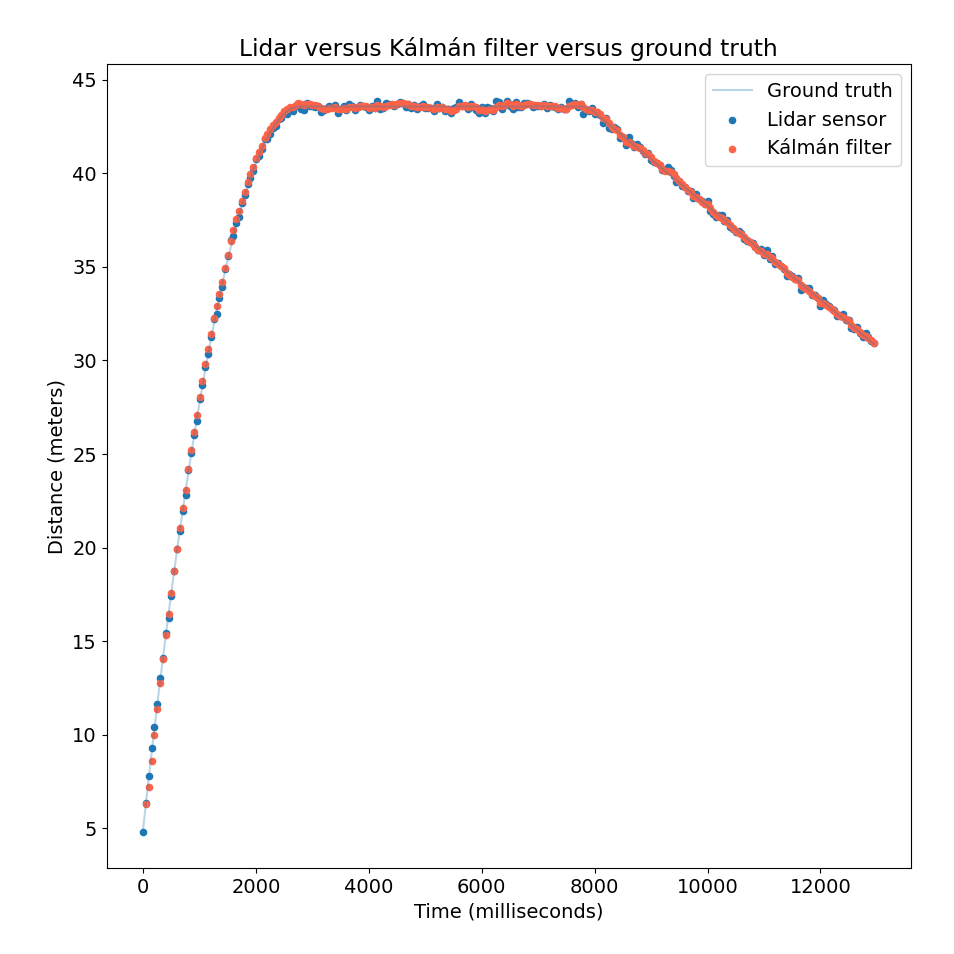 Lidar versus Kálmán filter versus ground truth
Ground truth
Lidar sensor
Kálmán filter
45
40
35
30
25
20
15
10
5
Distance (meters)
0 2000 4000 6000 8000 10000 12000
Time (milliseconds)